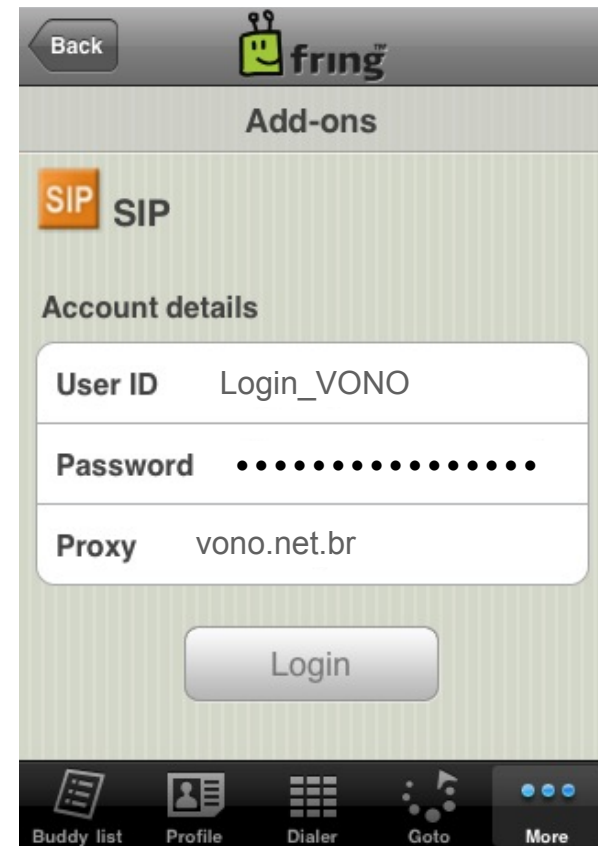 Back
fring™
Add-ons
SIP SIP
Account details
User ID Login_VONO
Password ••••••••••••••••
Proxy vono.net.br
Login
Buddy list Profile Dialer Goto More